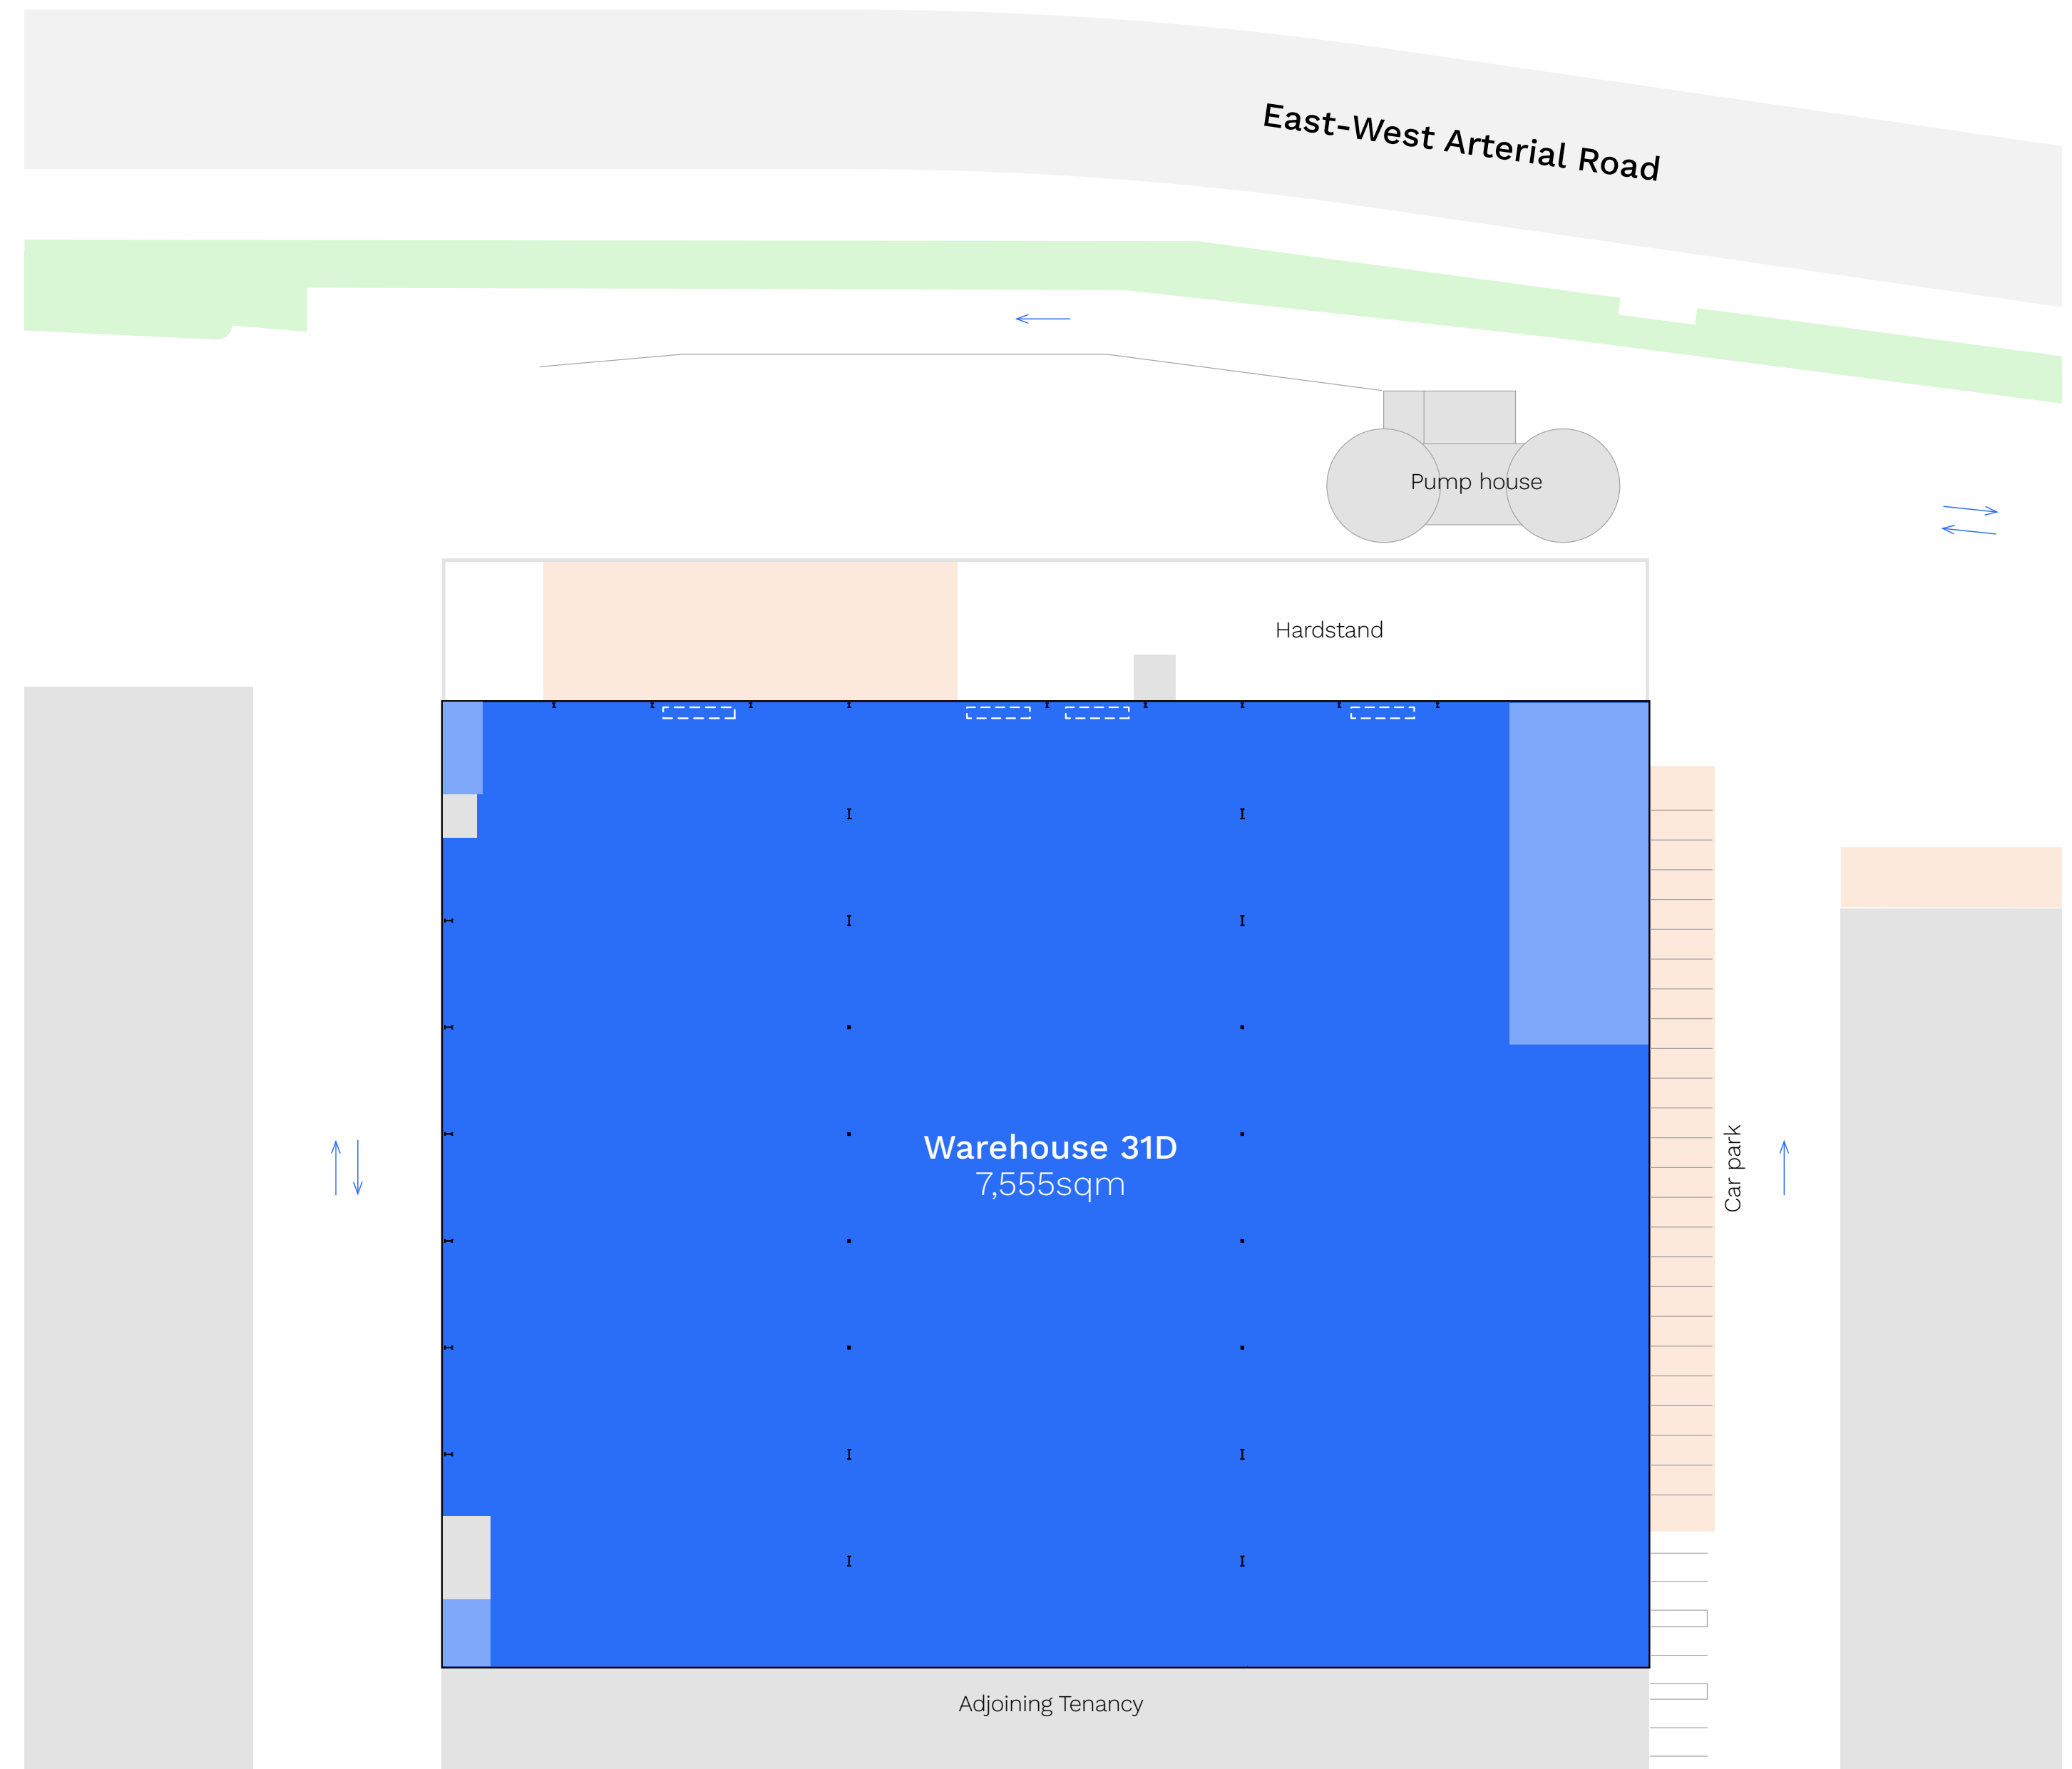 East-West Arterial Road
Pump house
Hardstand
Warehouse 31D
7,555sqm
Car park
Adjoining Tenancy